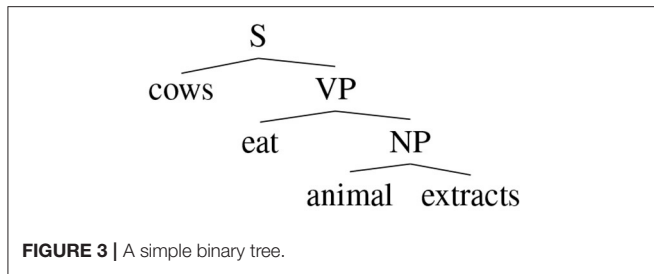 S
cows VP
eat NP
animal extracts
FIGURE 3 | A simple binary tree.